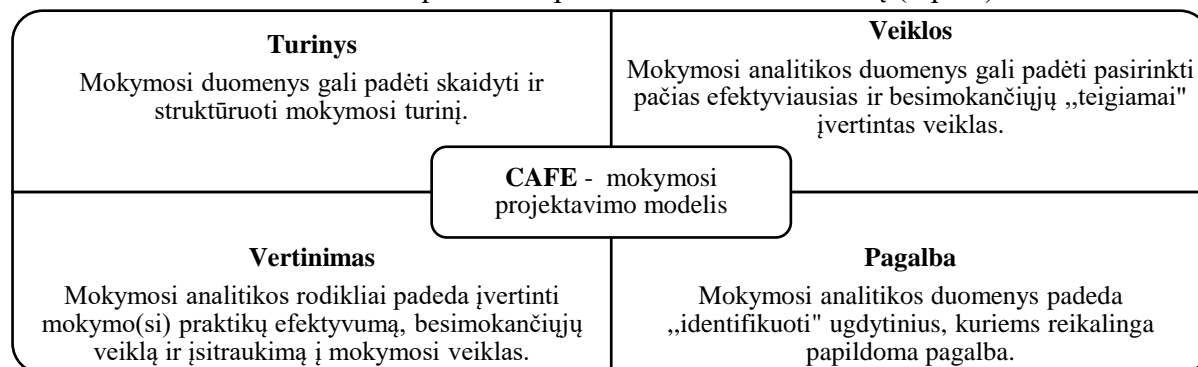 Turinys
Mokymosi duomenys gali padėti skaidyti ir
struktūruoti mokymosi turinį.
Veiklos
Mokymosi analitikos duomenys gali padėti pasirinkti
pačias efektyviausias ir besimokančiųjų ,,teigiamai"
įvertintas veiklas.
CAFE - mokymosi
projektavimo modelis
Vertinimas
Mokymosi analitikos rodikliai padeda įvertinti
mokymo(si) praktikų efektyvumą, besimokančiųjų
veiklą ir įsitraukimą į mokymosi veiklas.
Pagalba
Mokymosi analitikos duomenys padeda
,,identifikuoti" ugdytinius, kuriems reikalinga
papildoma pagalba.